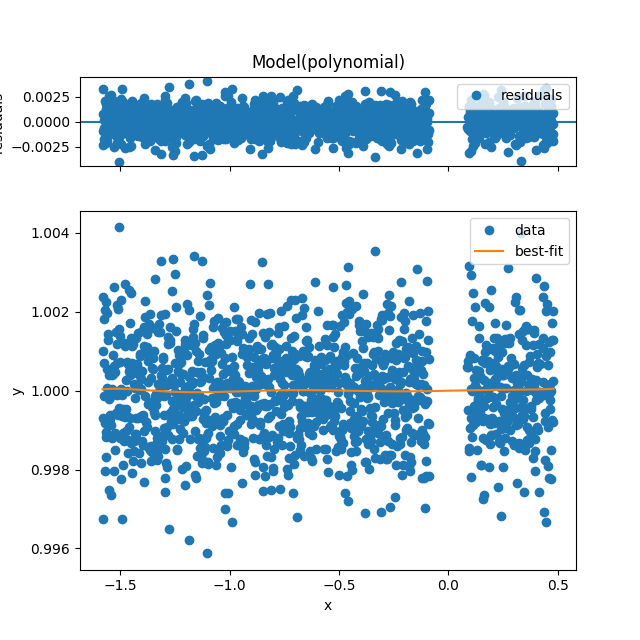 Model(polynomial)
residuals
0.0025
0.0000
−0.0025
residuals
1.004
1.002
1.000
0.998
0.996
y
data
best-fit
−1.5
−1.0
−0.5
0.0
0.5
x